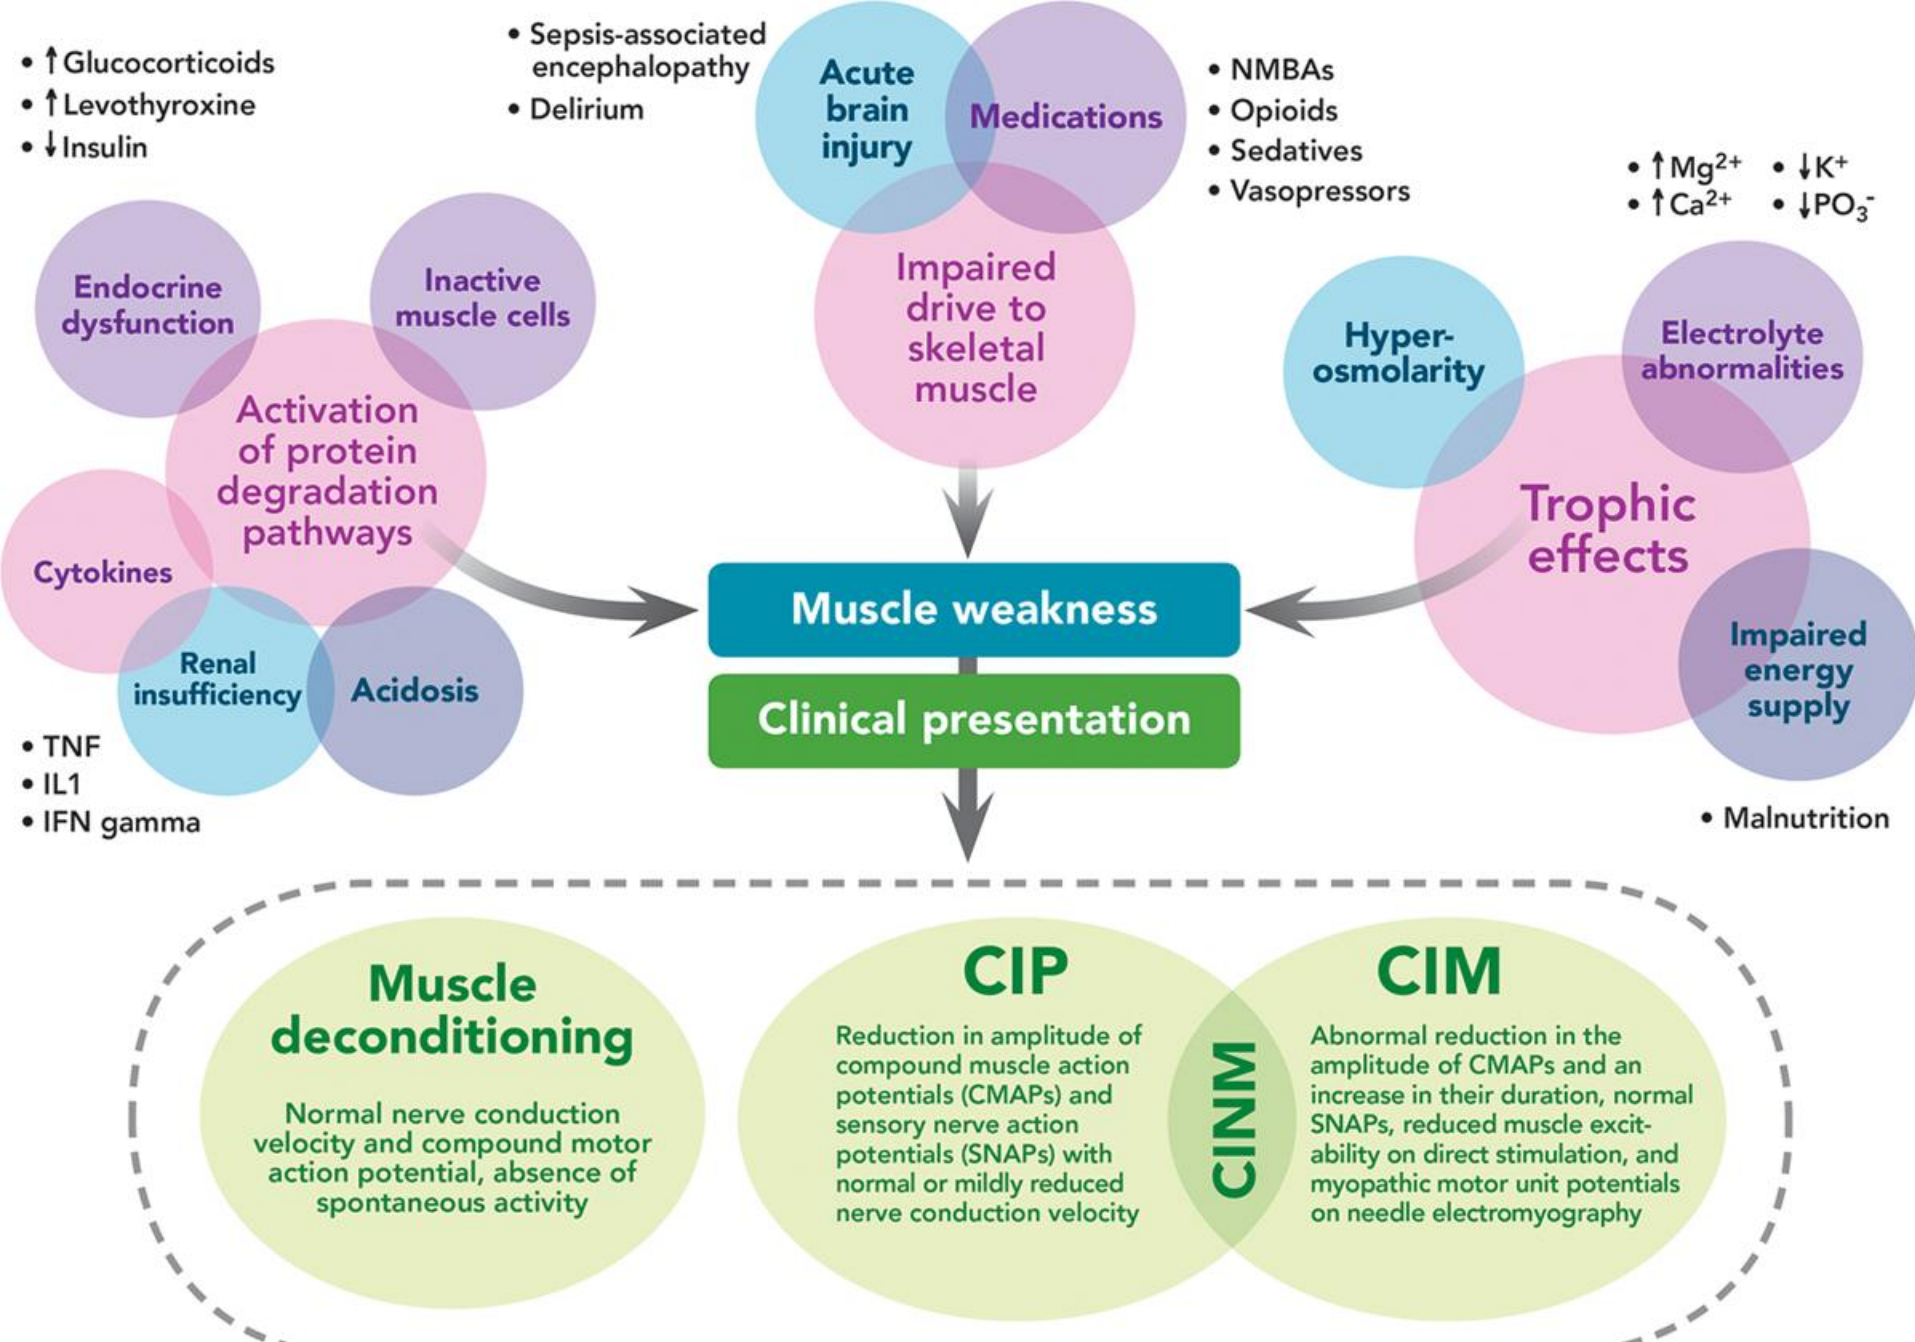 • ↑Glucocorticoids
• ↑Levothyroxine
• ↓Insulin
Endocrine
dysfunction
Inactive
muscle cells
Activation
of protein
degradation
pathways
Cytokines
Renal
insufficiency
Acidosis
• TNF
• IL1
• IFN gamma
• Sepsis-associated
encephalopathy
• Delirium
Acute
brain
injury
Medications
• NMBAs
• Opioids
• Sedatives
• Vasopressors
Impaired
drive to
skeletal
muscle
• ↑Mg²⁺ • ↓K⁺
• ↑Ca²⁺ • ↓PO₃⁻
Hyper-
osmolarity
Electrolyte
abnormalities
Trophic
effects
Impaired
energy
supply
• Malnutrition
Muscle weakness
Clinical presentation
Muscle
deconditioning
Normal nerve conduction
velocity and compound motor
action potential, absence of
spontaneous activity
CIP
Reduction in amplitude of
compound muscle action
potentials (CMAPs) and
sensory nerve action
potentials (SNAPs) with
normal or mildly reduced
nerve conduction velocity
CINM
CIM
Abnormal reduction in the
amplitude of CMAPs and an
increase in their duration, normal
SNAPs, reduced muscle excit-
ability on direct stimulation, and
myopathic motor unit potentials
on needle electromyography